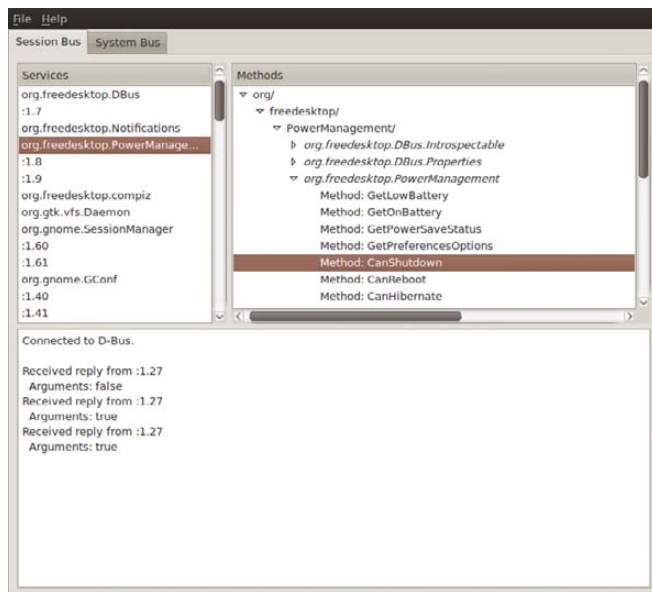 File Help
Session Bus System Bus
Services
org.freedesktop.DBus
:1.7
org.freedesktop.Notifications
org.freedesktop.PowerManage...
:1.8
:1.9
org.freedesktop.compiz
org.gtk.vfs.Daemon
org.gnome.SessionManager
:1.60
:1.61
org.gnome.GConf
:1.40
:1.41
Methods
org/
freedesktop/
PowerManagement/
org.freedesktop.DBus.Introspectable
org.freedesktop.DBus.Properties
org.freedesktop.PowerManagement
Method: GetLowBattery
Method: GetOnBattery
Method: GetPowerSaveStatus
Method: GetPreferencesOptions
Method: CanShutdown
Method: CanReboot
Method: CanHibernate
Connected to D-Bus.
Received reply from :1.27
Arguments: false
Received reply from :1.27
Arguments: true
Received reply from :1.27
Arguments: true